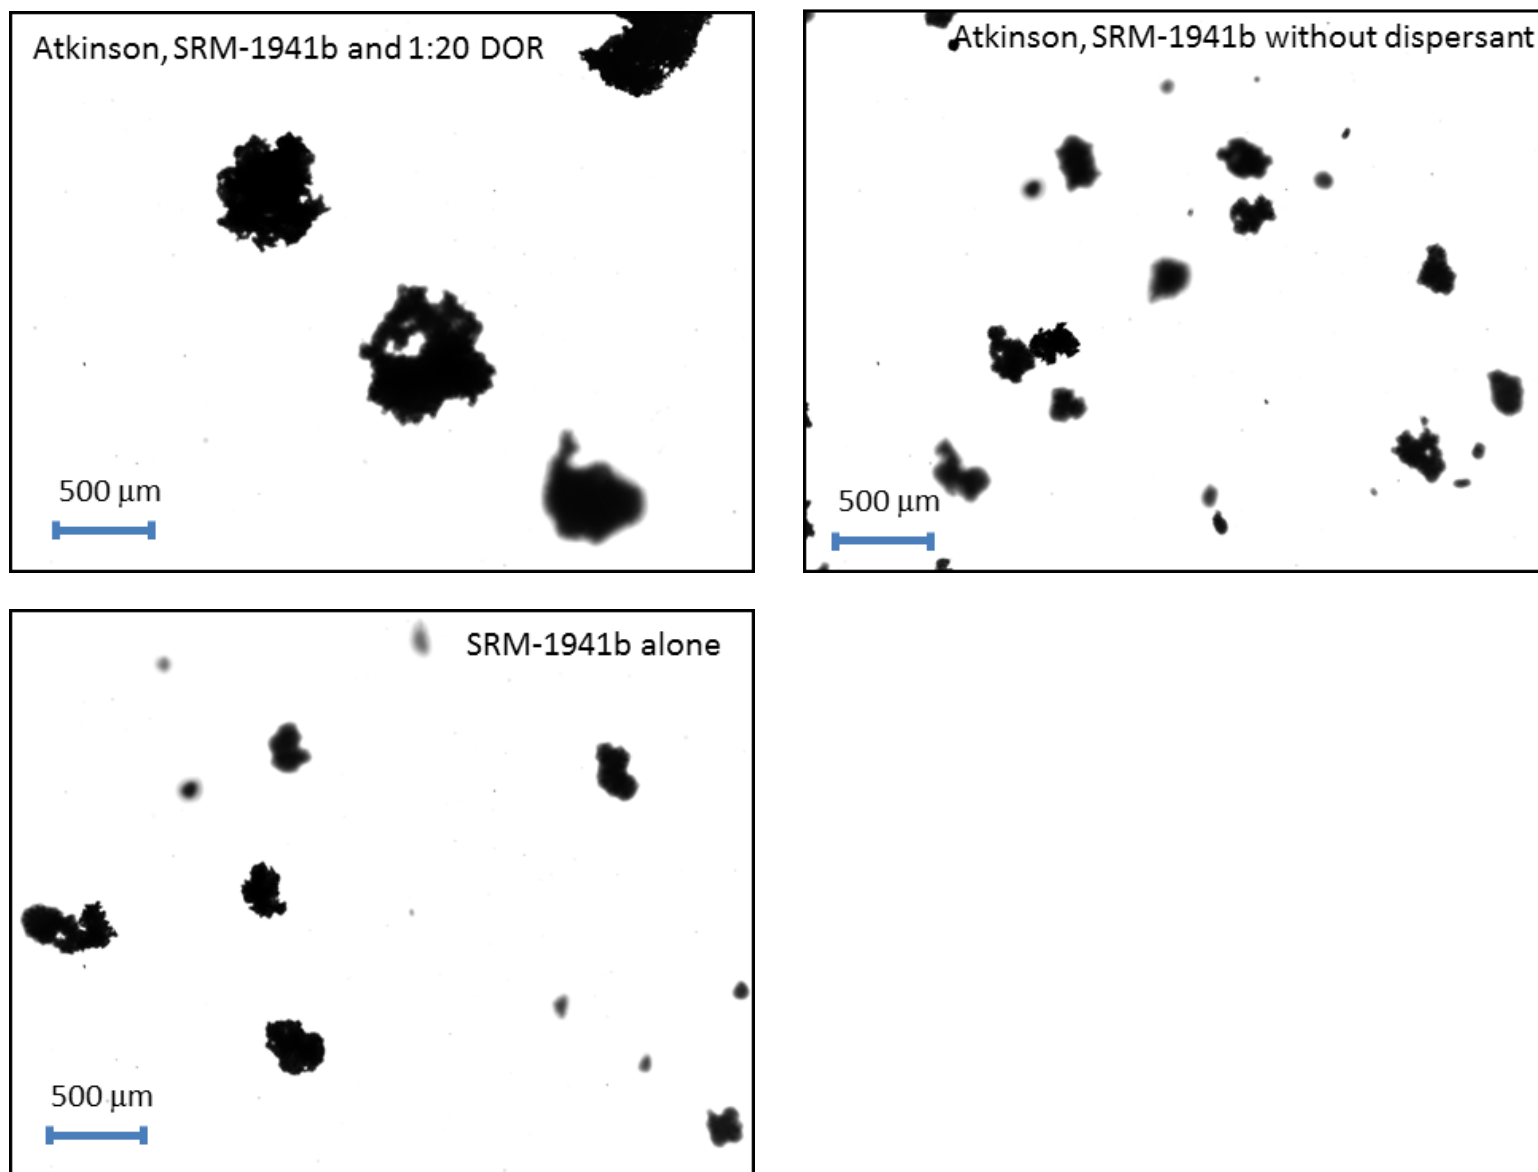 Atkinson, SRM-1941b and 1:20 DOR
500 µm
Atkinson, SRM-1941b without dispersant
500 µm
SRM-1941b alone
500 µm